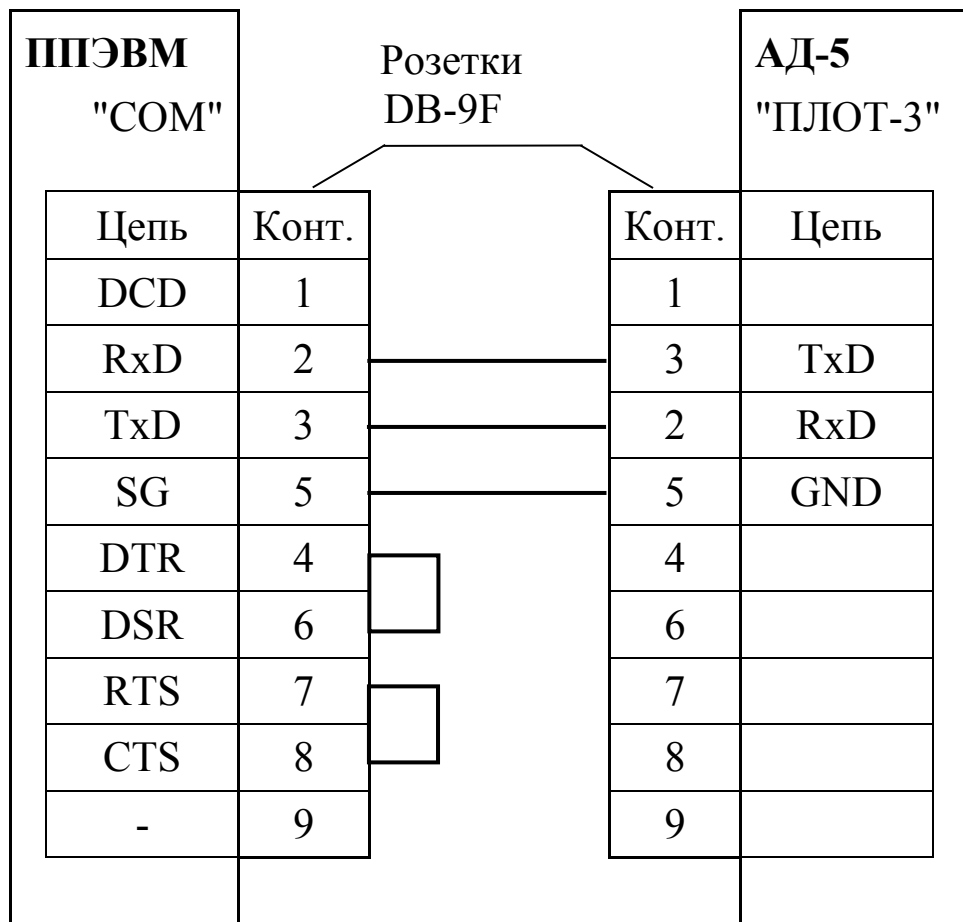 ППЭВМ
"COM"
Розетки
DB-9F
АД-5
"ПЛОТ-3"
Цепь Конт. Конт. Цепь
DCD 1 1
RxD 2 3 TxD
TxD 3 2 RxD
SG 5 5 GND
DTR 4 4
DSR 6 6
RTS 7 7
CTS 8 8
- 9 9